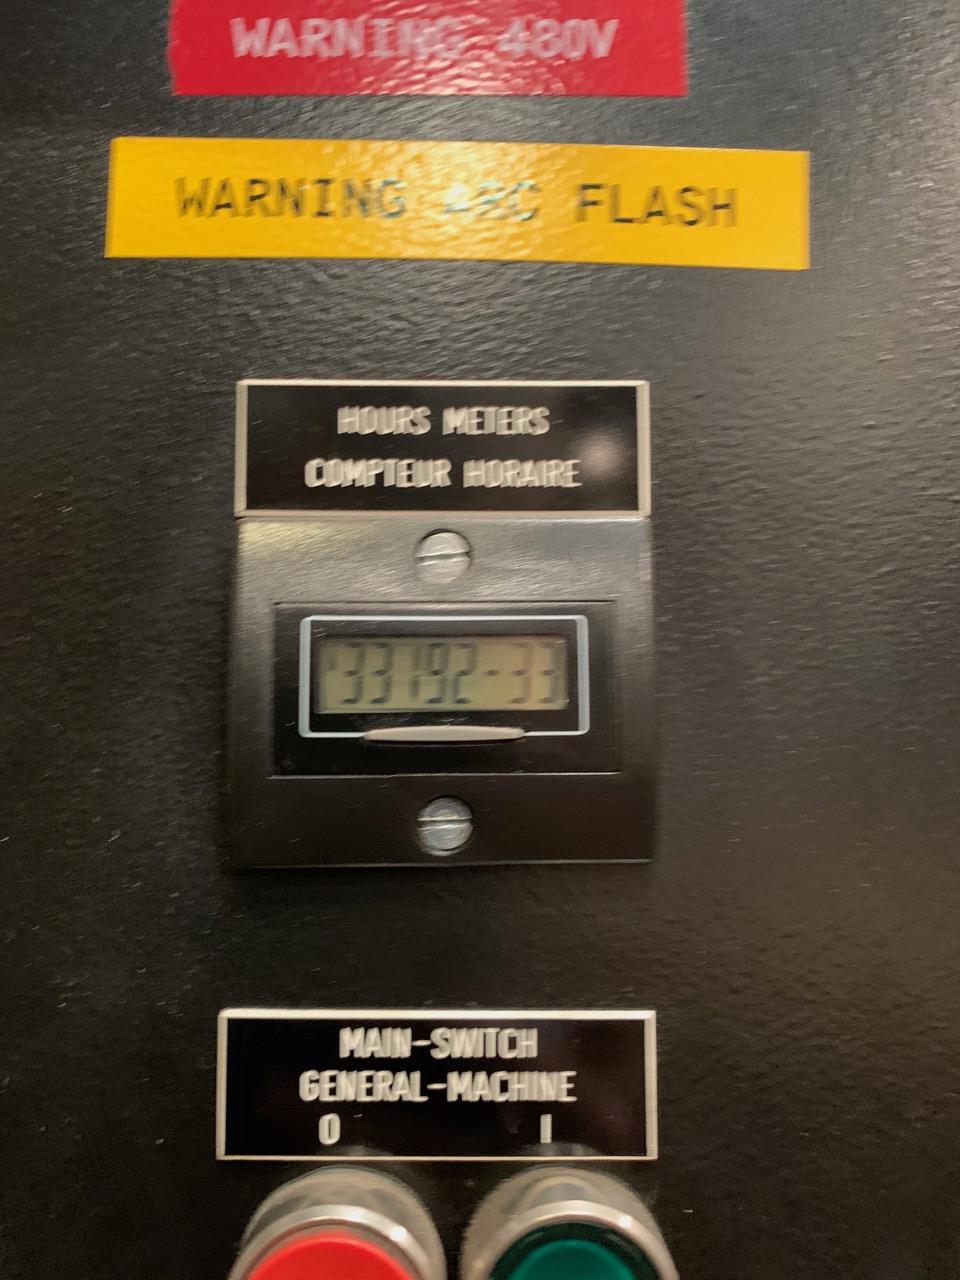 WARNING 480V
WARNING ARC FLASH
HOURS METERS
COMPTEUR HORAIRE
33192-33
MAIN-SWITCH
GENERAL-MACHINE
0 I